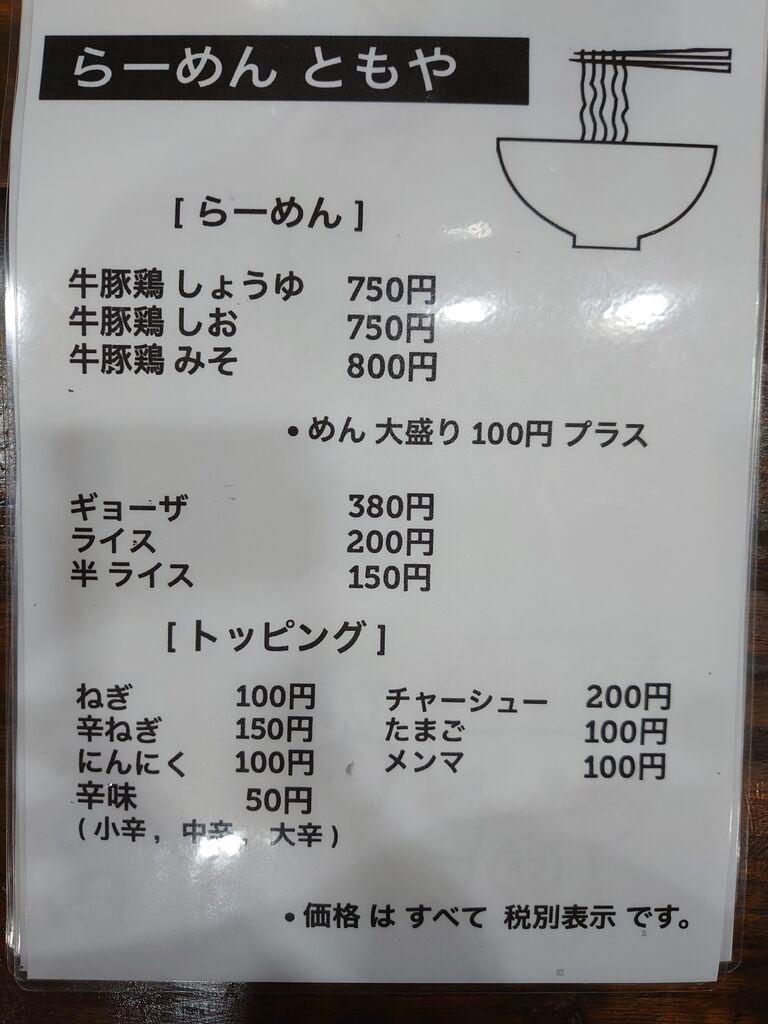 らーめん ともや
[ らーめん ]
牛豚鶏 しょうゆ 750円
牛豚鶏 しお 750円
牛豚鶏 みそ 800円
• めん 大盛り 100円 プラス
ギョーザ 380円
ライス 200円
半 ライス 150円
[ トッピング ]
ねぎ 100円 チャーシュー 200円
辛ねぎ 150円 たまご 100円
にんにく 100円 メンマ 100円
辛味 50円
( 小辛 , 中辛 , 大辛 )
• 価格 は すべて 税別表示 です。